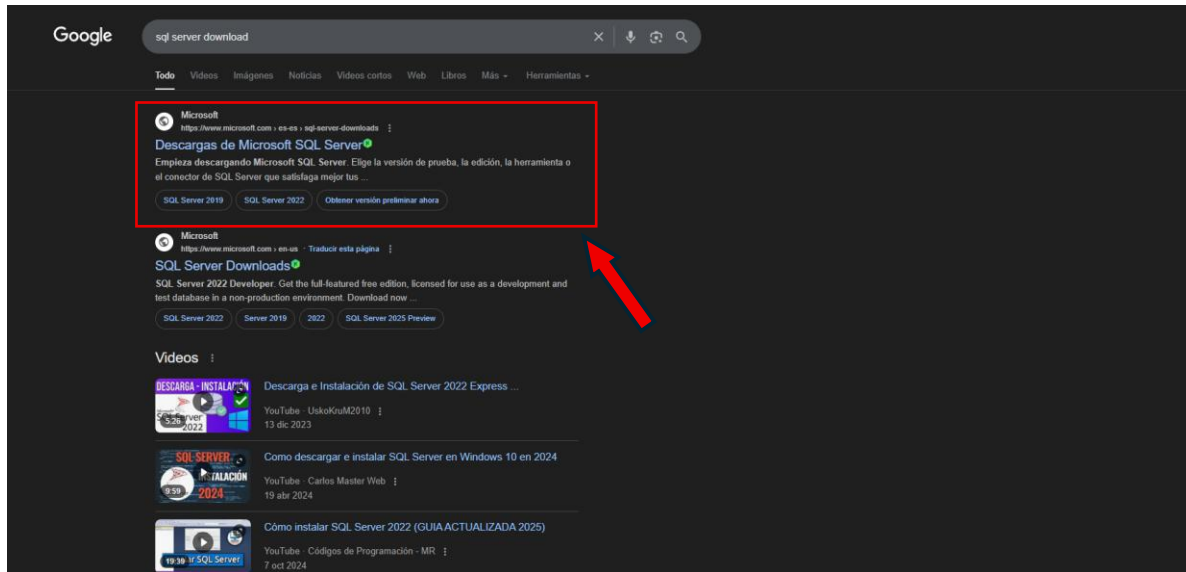 Google
sql server download
Todo Videos Imágenes Noticias Videos cortos Web Libros Más Herramientas
Microsoft
https://www.microsoft.com › es-es › sql-server-downloads
Descargas de Microsoft SQL Server
Empieza descargando Microsoft SQL Server. Elige la versión de prueba, la edición, la herramienta o
el conector de SQL Server que satisfaga mejor tus ...
SQL Server 2019 SQL Server 2022 Obtener versión preliminar ahora
Microsoft
https://www.microsoft.com › en-us · Traducir esta página
SQL Server Downloads
SQL Server 2022 Developer. Get the full-featured free edition, licensed for use as a development and
test database in a non-production environment. Download now ...
SQL Server 2022 Server 2019 2022 SQL Server 2025 Preview
Videos
DESCARGA - INSTALACIÓN
Server
2022
5:26
Descarga e Instalación de SQL Server 2022 Express ...
YouTube · UskoKruM2010
13 dic 2023
SQL SERVER
INSTALACIÓN
2024
9:59
Como descargar e instalar SQL Server en Windows 10 en 2024
YouTube · Carlos Master Web
19 abr 2024
SQL Server
19:30
Cómo instalar SQL Server 2022 (GUIA ACTUALIZADA 2025)
YouTube · Códigos de Programación - MR
7 oct 2024